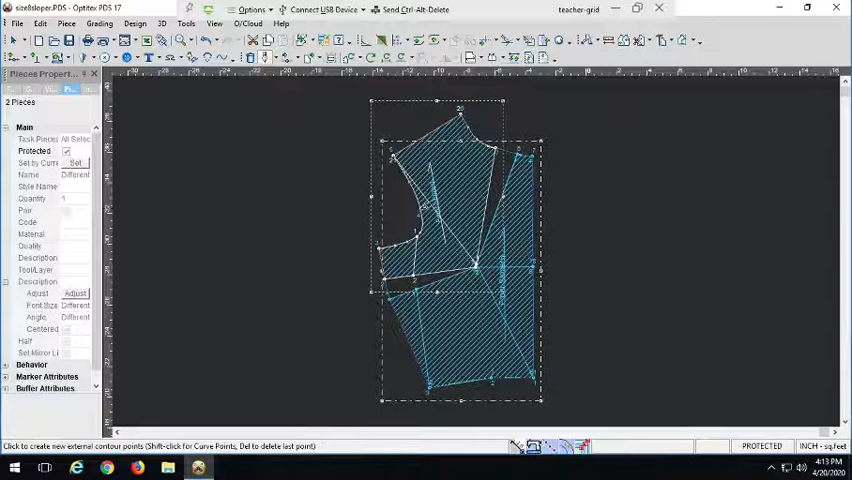 size8sloper.PDS - Optitex PDS 17
Options
Connect USB Device
Send Ctrl-Alt-Delete
teacher-grid
File Edit Piece Grading Design 3D Tools View O/Cloud Help
Pieces Propert...
2 Pieces
Main
Task Pieces All Selec
Protected
Set by Curre Set
Name Different
Style Name
Quantity 1
Pair
Code
Material
Quality
Description
Tool/Layer
Description
Adjust Adjust
Font Size Different
Angle, Different
Centered
Half
Set Mirror Li
Behavior
Marker Attributes
Buffer Attributes
Click to create new external contour points (Shift-click for Curve Points, Del to delete last point)
PROTECTED
INCH - sq.feet
4:13 PM
4/20/2020